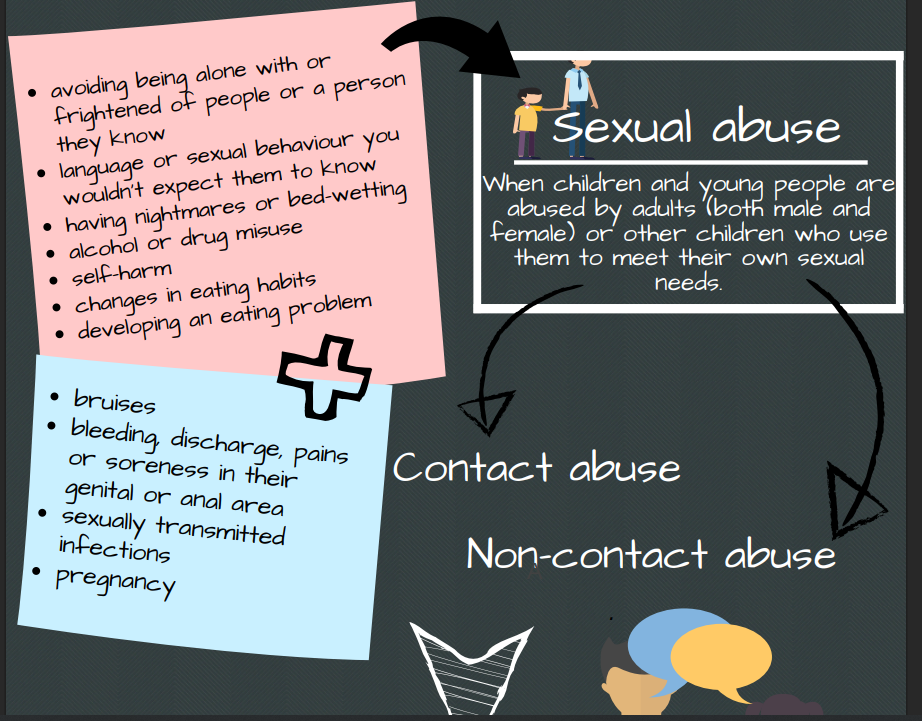 • avoiding being alone with or
frightened of people or a person
they know
• language or sexual behaviour you
wouldn't expect them to know
• having nightmares or bed-wetting
• alcohol or drug misuse
• self-harm
• changes in eating habits
• developing an eating problem
• bruises
• bleeding, discharge, pains
or soreness in their
genital or anal area
• sexually transmitted
infections
• pregnancy
Sexual abuse
When children and young people are
abused by adults (both male and
female) or other children who use
them to meet their own sexual
needs.
Contact abuse
Non-contact abuse